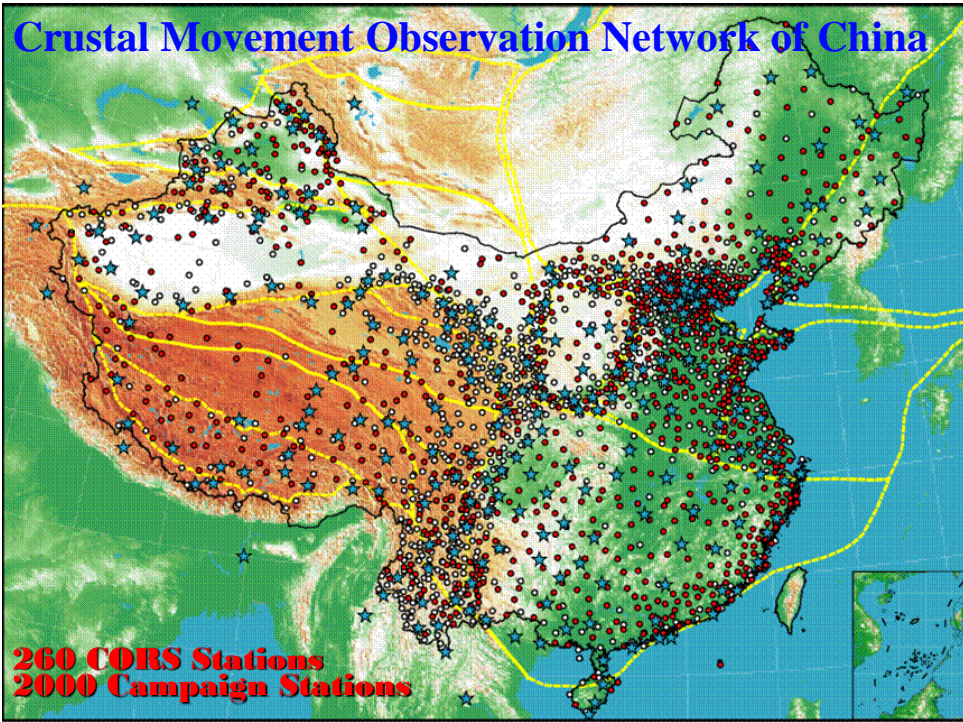 Crustal Movement Observation Network of China
260 CORS Stations
2000 Campaign Stations